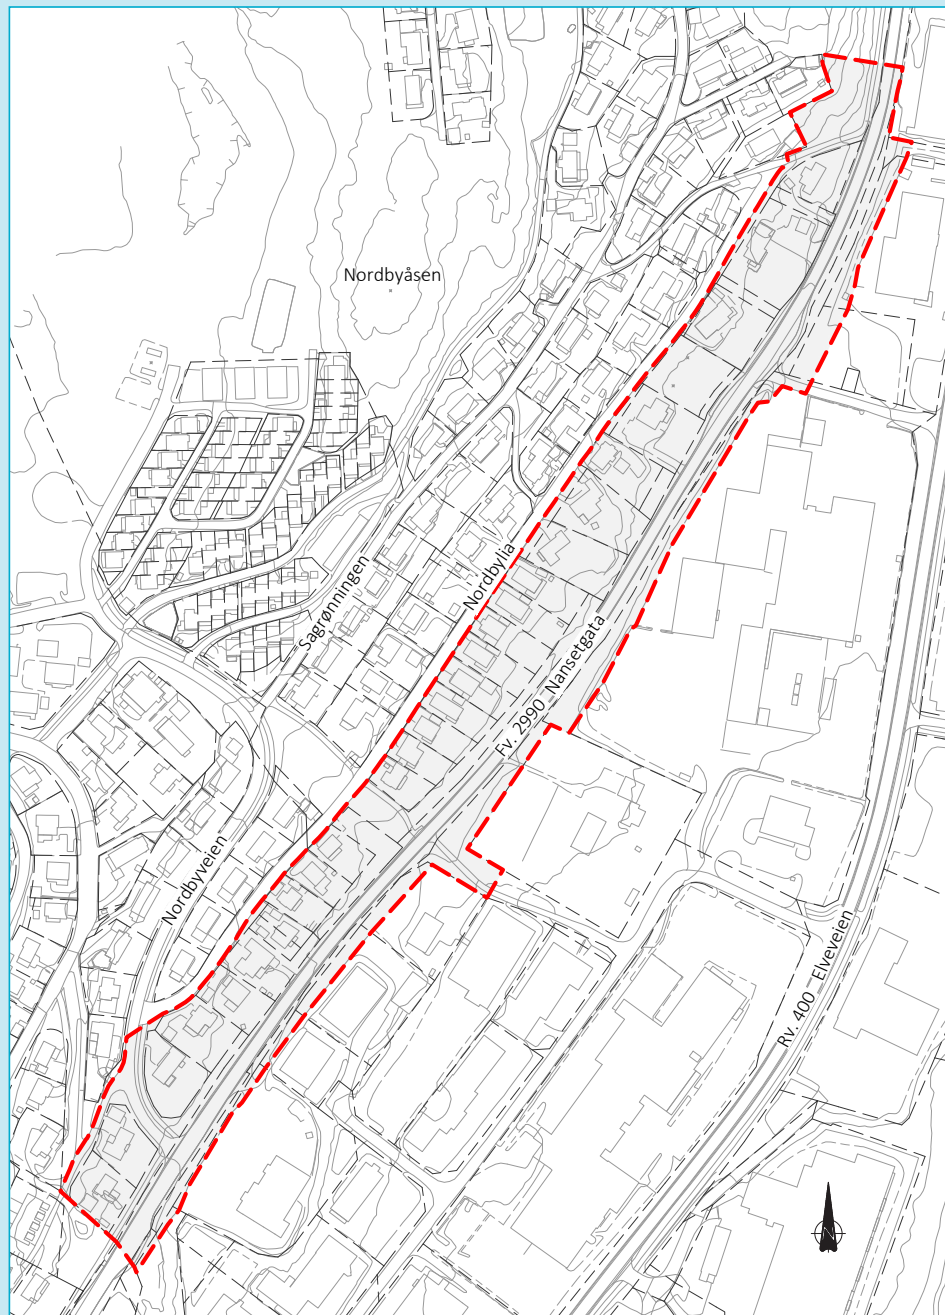 Nordbyåsen
Nordbylia
Sagrønningen
Fv. 2990 Nansetgata
Nordbyveien
Rv. 400 Elveveien